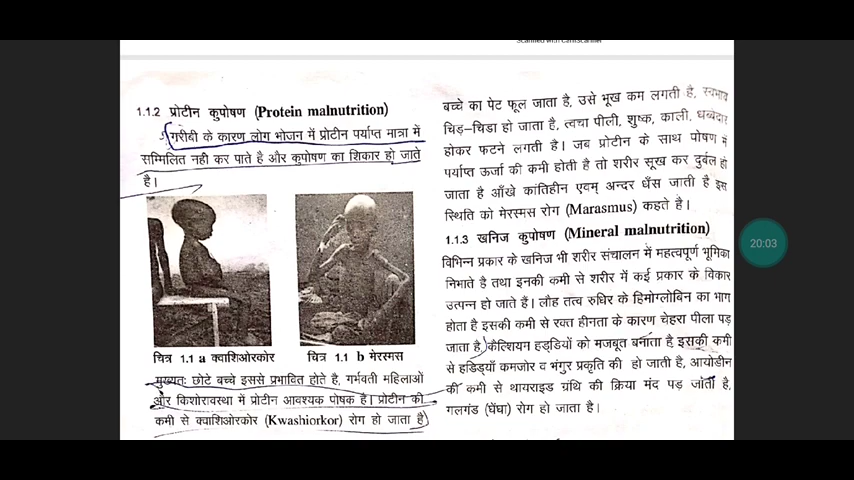 Scanned with CamScanner
1.1.2 प्रोटीन कुपोषण (Protein malnutrition)
गरीबी के कारण लोग भोजन में प्रोटीन पर्याप्त मात्रा में
सम्मिलित नही कर पाते है और कुपोषण का शिकार हो जाते
है।
चित्र 1.1 a क्वाशिओरकोर
चित्र 1.1 b मेरस्मस
मुख्यतः छोटे बच्चे इससे प्रभावित होते है, गर्भवती महिलाओं
और किशोरावस्था में प्रोटीन आवश्यक पोषक है। प्रोटीन की
कमी से क्वाशिओरकोर (Kwashiorkor) रोग हो जाता है
बच्चे का पेट फूल जाता है, उसे भूख कम लगती है, स्वभाव
चिड़-चिडा हो जाता है, त्वचा पीली, शुष्क, काली, धब्बेदार
होकर फटने लगती है। जब प्रोटीन के साथ पोषण में
पर्याप्त ऊर्जा की कमी होती है तो शरीर सूख कर दुर्बल हो
जाता है आँखे कांतिहीन एवम् अन्दर धँस जाती है इस
स्थिति को मेरस्मस रोग (Marasmus) कहते है।
1.1.3 खनिज कुपोषण (Mineral malnutrition)
विभिन्न प्रकार के खनिज भी शरीर संचालन में महत्वपूर्ण भूमिका
निभाते है तथा इनकी कमी से शरीर में कई प्रकार के विकार
उत्पन्न हो जाते हैं। लौह तत्व रुधिर के हिमोग्लोबिन का भाग
होता है इसकी कमी से रक्त हीनता के कारण चेहरा पीला पड़
जाता है, कैल्शियम हड्डियों को मजबूत बनाता है इसकी कमी
से हडिड्याँ कमजोर व भंगुर प्रकृति की हो जाती है, आयोडीन
की कमी से थायराइड ग्रंथि की क्रिया मंद पड़ जाती है,
गलगंड (घेंघा) रोग हो जाता है।
20:03